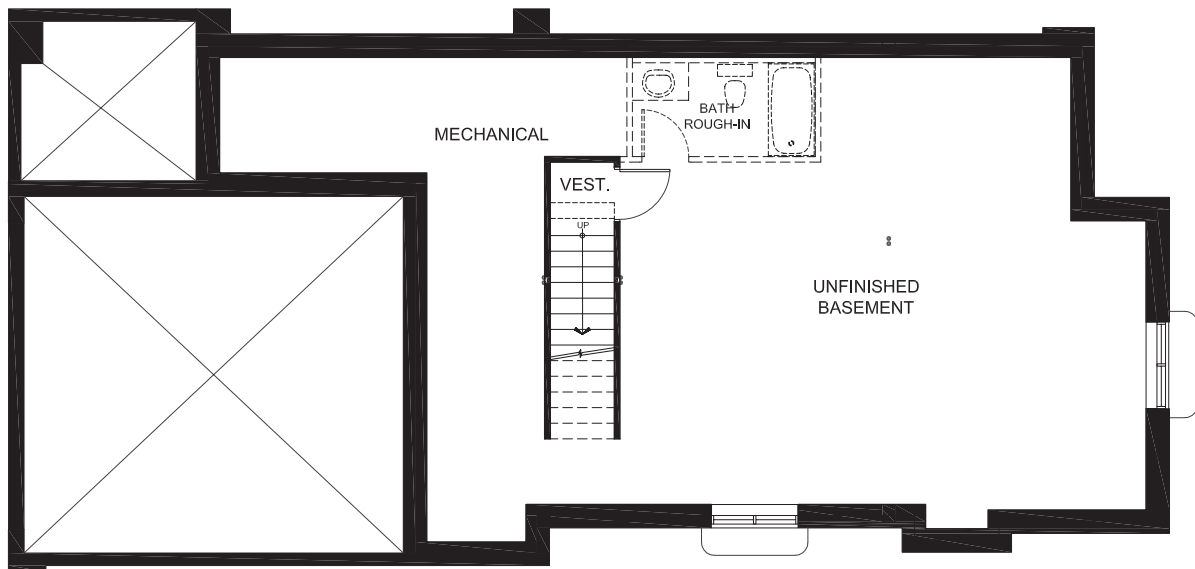 MECHANICAL
BATH
ROUGH-IN
VEST.
UP
UNFINISHED
BASEMENT